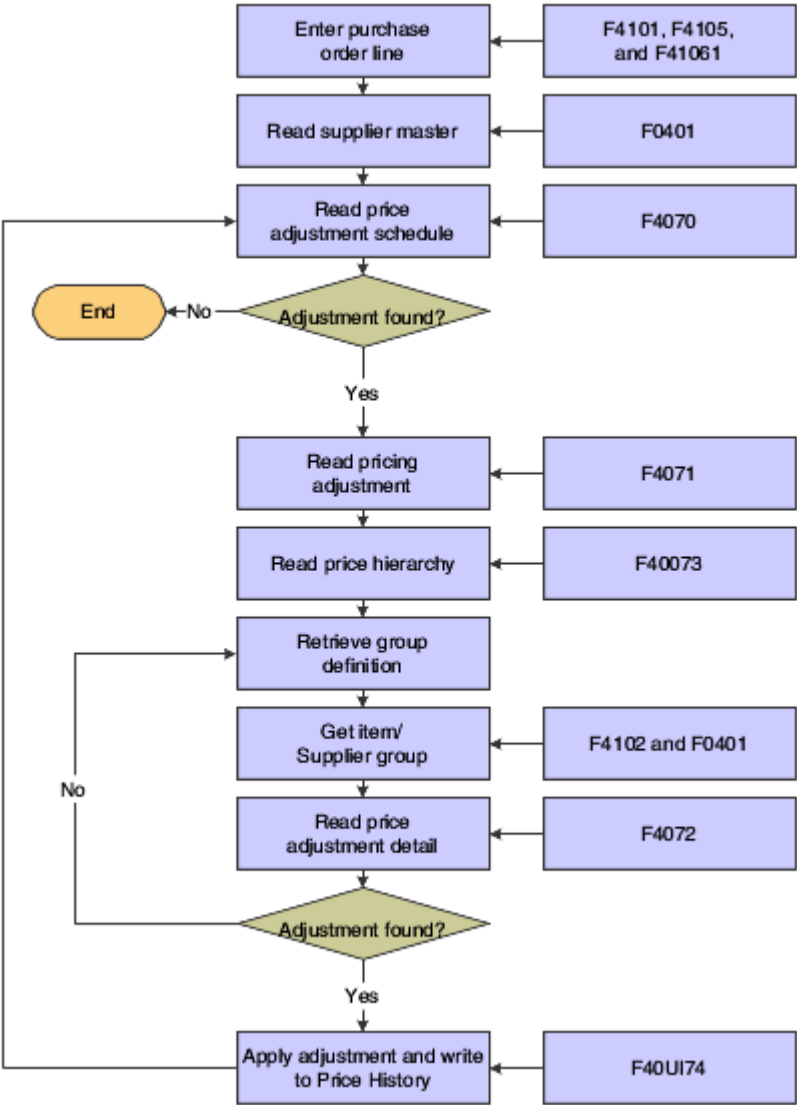 Enter purchase
order line
F4101, F4105,
and F41061
Read supplier master
F0401
Read price
adjustment schedule
F4070
End
No
Adjustment found?
Yes
Read pricing
adjustment
F4071
Read price hierarchy
F40073
Retrieve group
definition
Get item/
Supplier group
F4102 and F0401
No
Read price
adjustment detail
F4072
Adjustment found?
Yes
Apply adjustment and write
to Price History
F40UI74